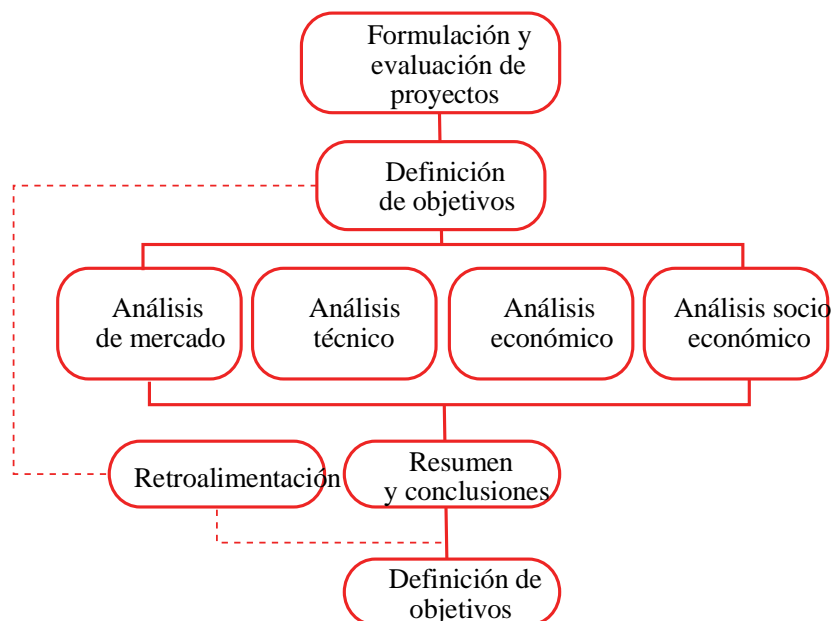 Formulación y
evaluación de
proyectos
Definición
de objetivos
Análisis
de mercado
Análisis
técnico
Análisis
económico
Análisis socio
económico
Retroalimentación
Resumen
y conclusiones
Definición de
objetivos